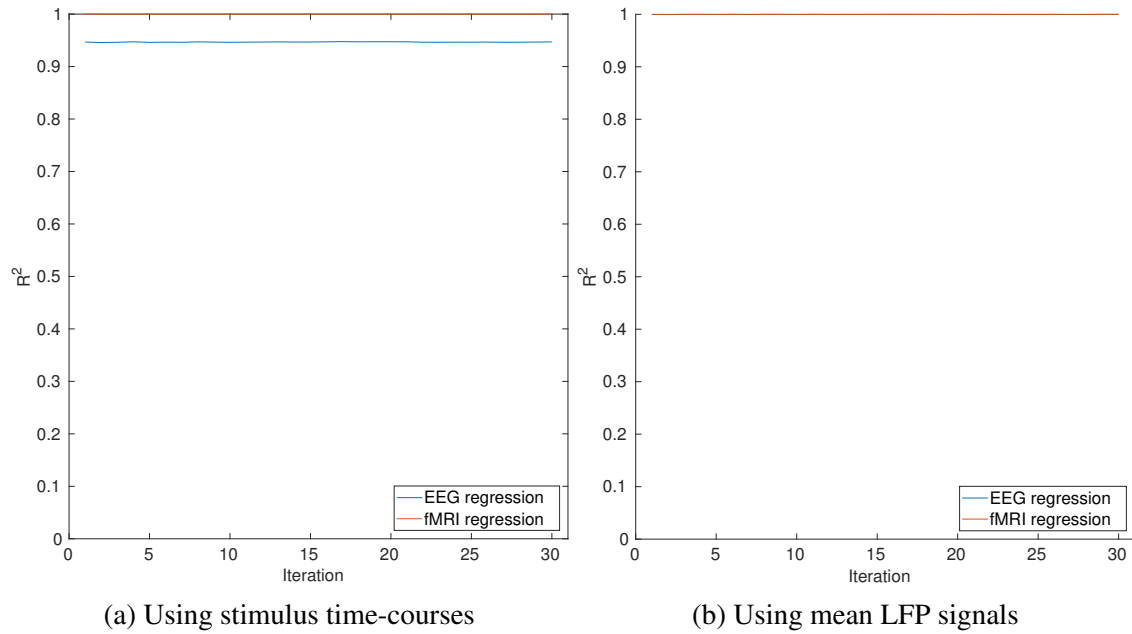 1
0.9
0.8
0.7
0.6
0.5
0.4
0.3
0.2
0.1
0
R²
0 5 10 15 20 25 30
Iteration
EEG regression
fMRI regression
(a) Using stimulus time-courses
1
0.9
0.8
0.7
0.6
0.5
0.4
0.3
0.2
0.1
0
R²
0 5 10 15 20 25 30
Iteration
EEG regression
fMRI regression
(b) Using mean LFP signals